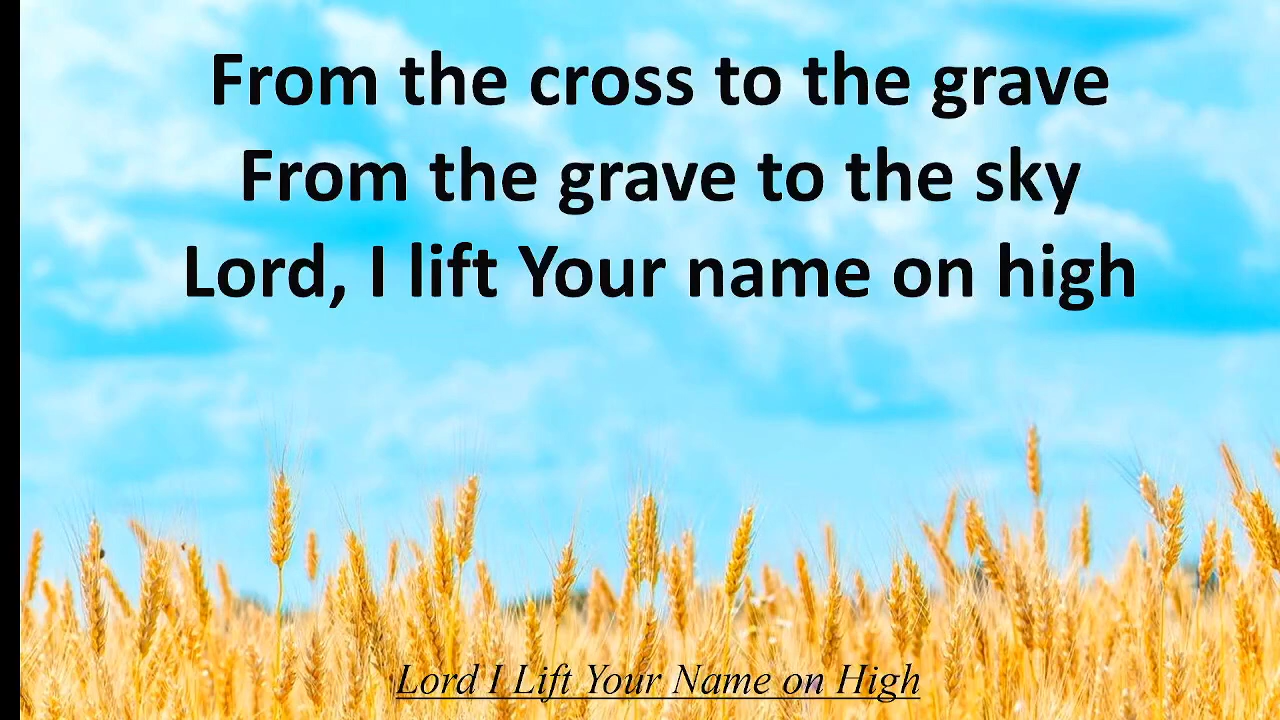 From the cross to the grave
From the grave to the sky
Lord, I lift Your name on high
Lord I Lift Your Name on High